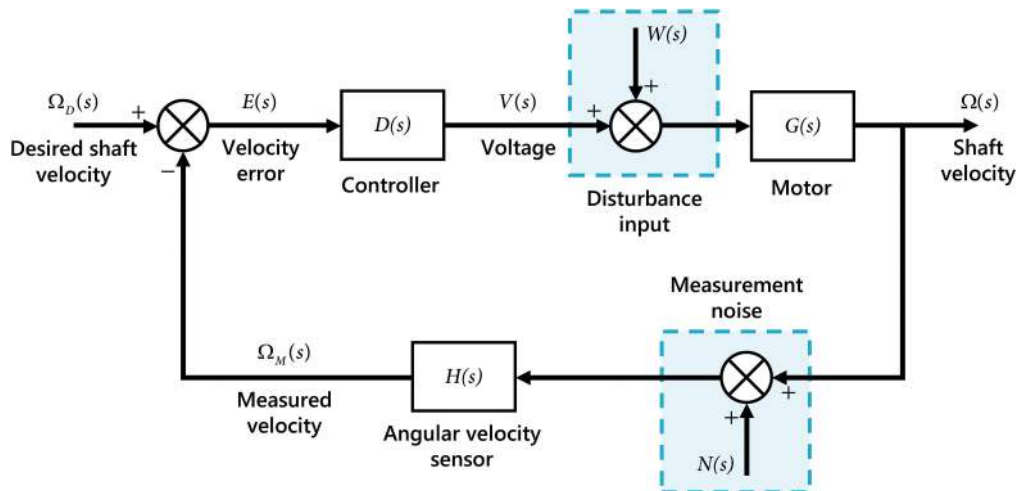 W(s)
+
Ω_D(s)
+
E(s)
D(s)
V(s)
+
G(s)
Ω(s)
Desired shaft
velocity
−
Velocity
error
Controller
Voltage
Disturbance
input
Motor
Shaft
velocity
Measurement
noise
Ω_M(s)
H(s)
+
Measured
velocity
Angular velocity
sensor
+
N(s)